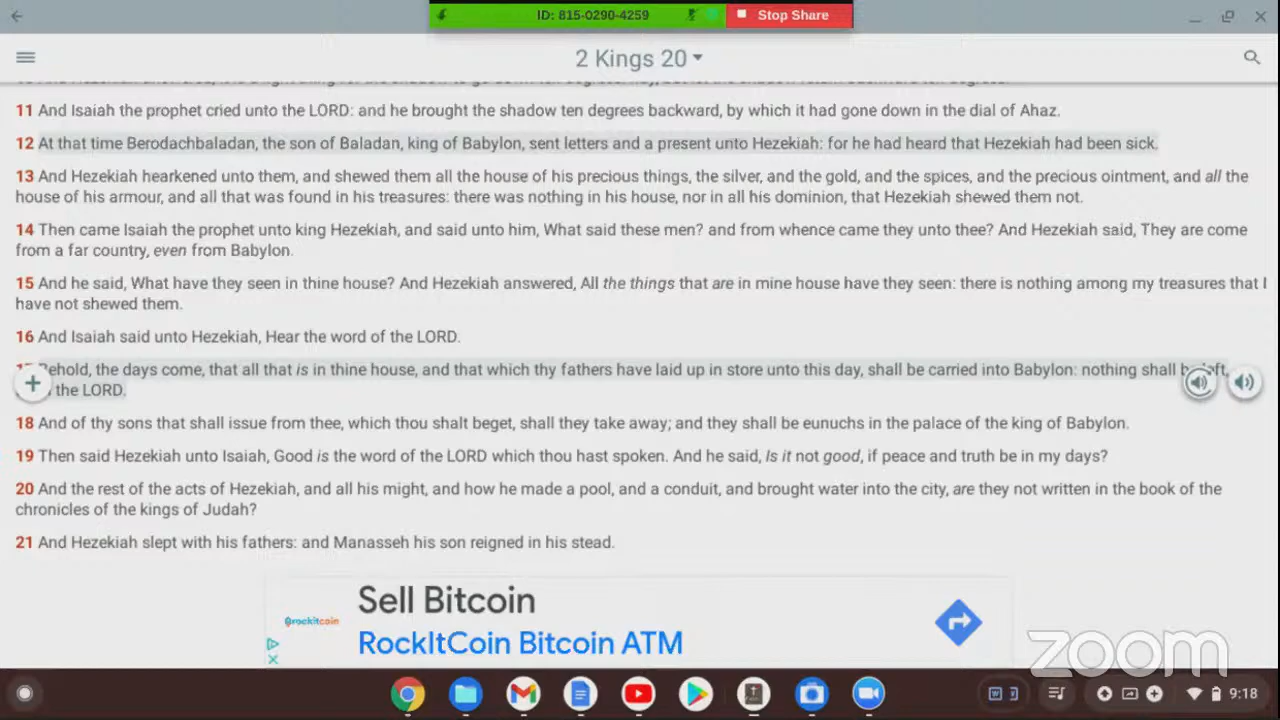 ID: 815-0290-4259
Stop Share
2 Kings 20
11 And Isaiah the prophet cried unto the LORD: and he brought the shadow ten degrees backward, by which it had gone down in the dial of Ahaz.
12 At that time Berodachbaladan, the son of Baladan, king of Babylon, sent letters and a present unto Hezekiah: for he had heard that Hezekiah had been sick.
13 And Hezekiah hearkened unto them, and shewed them all the house of his precious things, the silver, and the gold, and the spices, and the precious ointment, and all the
house of his armour, and all that was found in his treasures: there was nothing in his house, nor in all his dominion, that Hezekiah shewed them not.
14 Then came Isaiah the prophet unto king Hezekiah, and said unto him, What said these men? and from whence came they unto thee? And Hezekiah said, They are come
from a far country, even from Babylon.
15 And he said, What have they seen in thine house? And Hezekiah answered, All the things that are in mine house have they seen: there is nothing among my treasures that I
have not shewed them.
16 And Isaiah said unto Hezekiah, Hear the word of the LORD.
Behold, the days come, that all that is in thine house, and that which thy fathers have laid up in store unto this day, shall be carried into Babylon: nothing shall left,
the LORD.
18 And of thy sons that shall issue from thee, which thou shalt beget, shall they take away; and they shall be eunuchs in the palace of the king of Babylon.
19 Then said Hezekiah unto Isaiah, Good is the word of the LORD which thou hast spoken. And he said, Is it not good, if peace and truth be in my days?
20 And the rest of the acts of Hezekiah, and all his might, and how he made a pool, and a conduit, and brought water into the city, are they not written in the book of the
chronicles of the kings of Judah?
21 And Hezekiah slept with his fathers: and Manasseh his son reigned in his stead.
Sell Bitcoin
rockitcoin
RockItCoin Bitcoin ATM
zoom
9:18